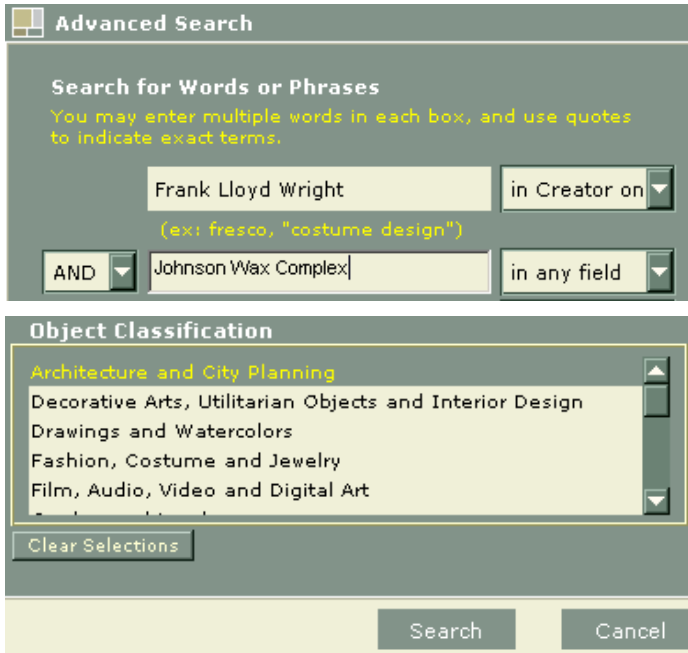 Advanced Search
Search for Words or Phrases
You may enter multiple words in each box, and use quotes
to indicate exact terms.
Frank Lloyd Wright in Creator on
(ex: fresco, "costume design")
AND Johnson Wax Complex in any field
Object Classification
Architecture and City Planning
Decorative Arts, Utilitarian Objects and Interior Design
Drawings and Watercolors
Fashion, Costume and Jewelry
Film, Audio, Video and Digital Art
Clear Selections
Search Cancel